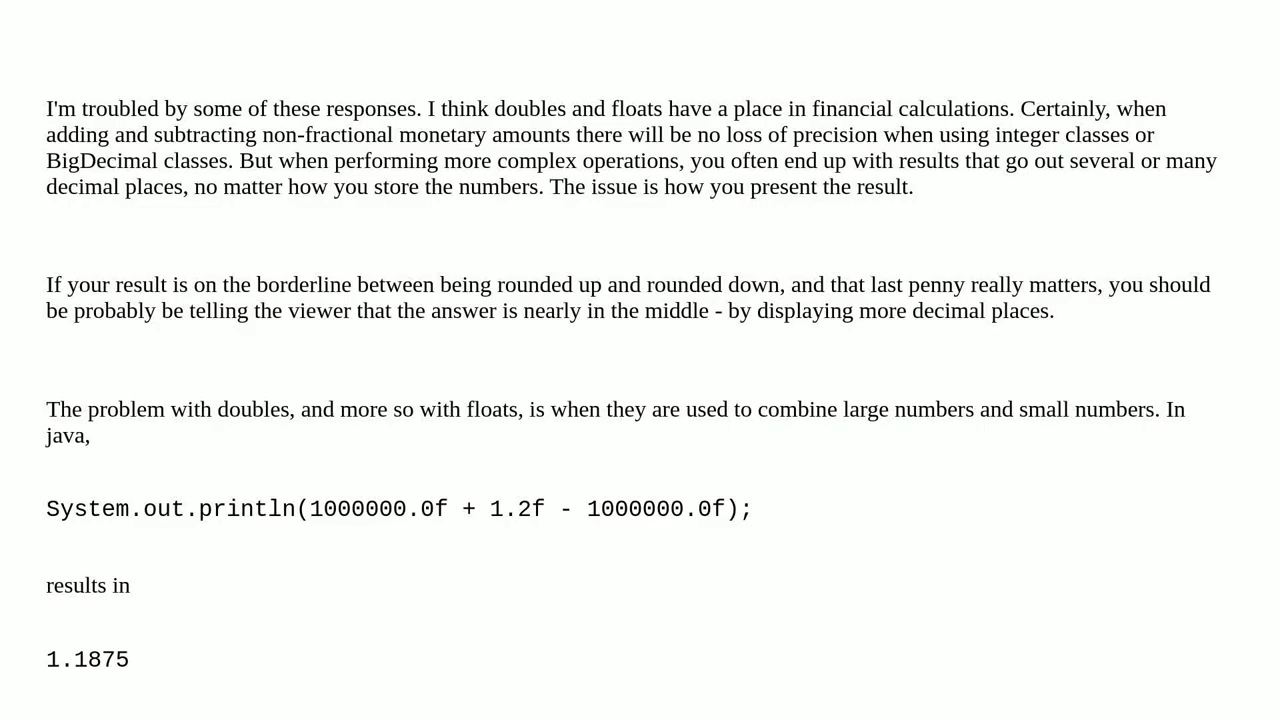 I'm troubled by some of these responses. I think doubles and floats have a place in financial calculations. Certainly, when
adding and subtracting non-fractional monetary amounts there will be no loss of precision when using integer classes or
BigDecimal classes. But when performing more complex operations, you often end up with results that go out several or many
decimal places, no matter how you store the numbers. The issue is how you present the result.
If your result is on the borderline between being rounded up and rounded down, and that last penny really matters, you should
be probably be telling the viewer that the answer is nearly in the middle - by displaying more decimal places.
The problem with doubles, and more so with floats, is when they are used to combine large numbers and small numbers. In
java,
System.out.println(1000000.0f + 1.2f - 1000000.0f);
results in
1.1875